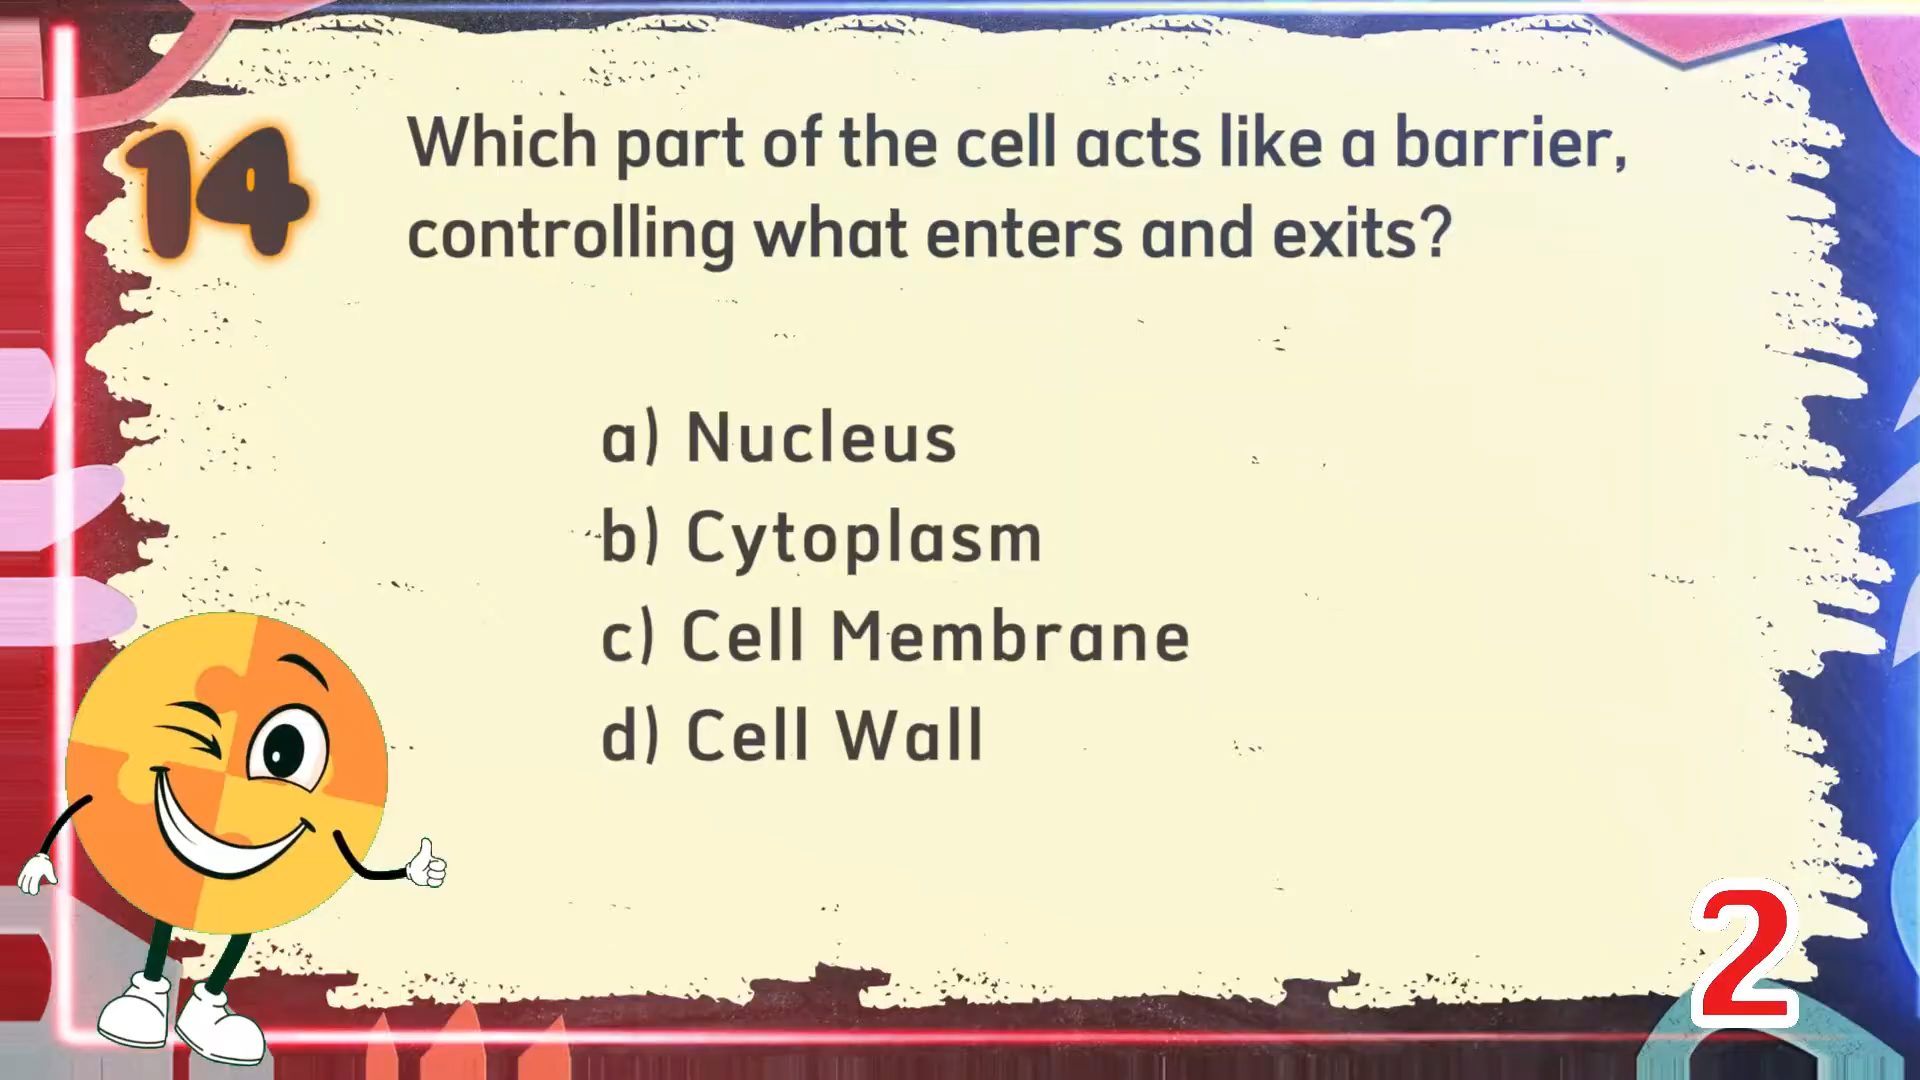 14
Which part of the cell acts like a barrier,
controlling what enters and exits?
a) Nucleus
b) Cytoplasm
c) Cell Membrane
d) Cell Wall
2